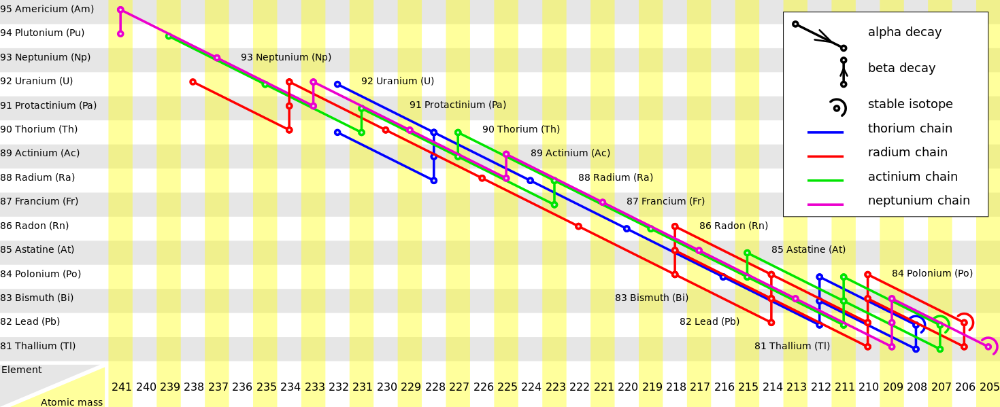 95 Americium (Am)
94 Plutonium (Pu)
93 Neptunium (Np)
93 Neptunium (Np)
92 Uranium (U)
92 Uranium (U)
91 Protactinium (Pa)
91 Protactinium (Pa)
90 Thorium (Th)
90 Thorium (Th)
89 Actinium (Ac)
89 Actinium (Ac)
88 Radium (Ra)
88 Radium (Ra)
87 Francium (Fr)
87 Francium (Fr)
86 Radon (Rn)
86 Radon (Rn)
85 Astatine (At)
85 Astatine (At)
84 Polonium (Po)
84 Polonium (Po)
83 Bismuth (Bi)
83 Bismuth (Bi)
82 Lead (Pb)
82 Lead (Pb)
81 Thallium (Tl)
81 Thallium (Tl)
alpha decay
beta decay
stable isotope
thorium chain
radium chain
actinium chain
neptunium chain
Element
241 240 239 238 237 236 235 234 233 232 231 230 229 228 227 226 225 224 223 222 221 220 219 218 217 216 215 214 213 212 211 210 209 208 207 206 205
Atomic mass